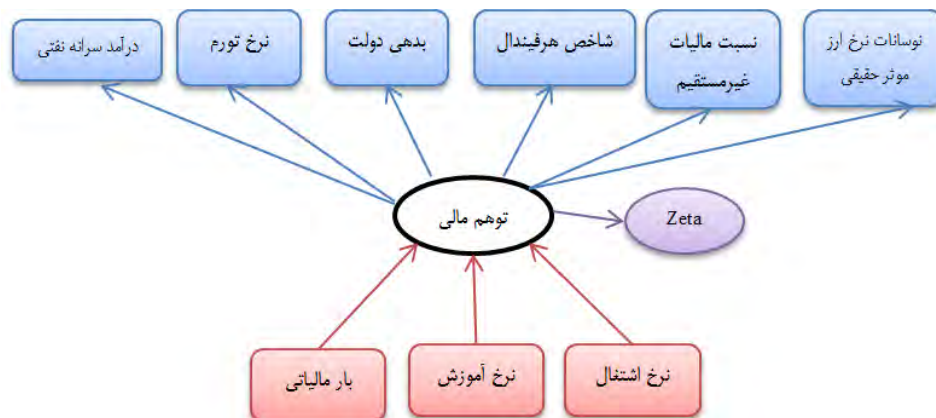 نوسانات نرخ ارز
موثر حقیقی
نسبت مالیات
غیرمستقیم
شاخص هرفیندال
بدهی دولت
نرخ تورم
درآمد سرانه نفتی
توهم مالی
Zeta
نرخ اشتغال
نرخ آموزش
بار مالیاتی